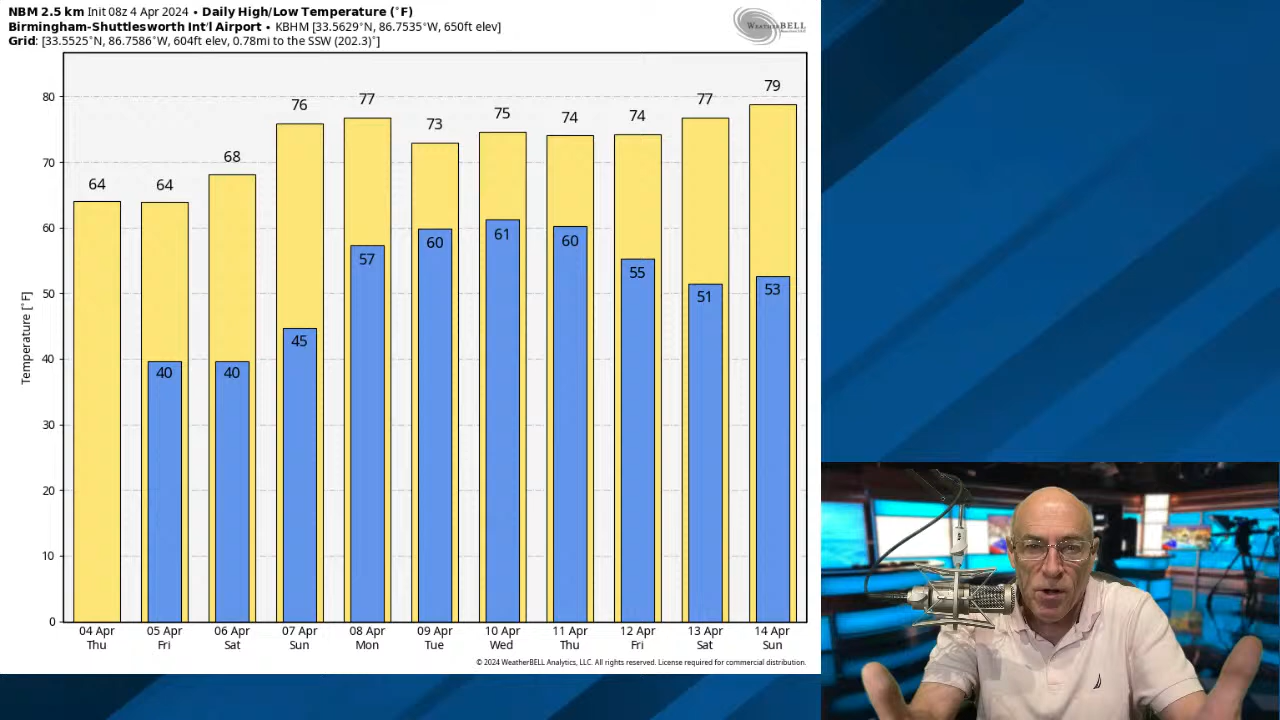 NBM 2.5 km Init 08z 4 Apr 2024 • Daily High/Low Temperature (°F)
Birmingham-Shuttlesworth Int'l Airport • KBHM [33.5629°N, 86.7535°W, 650ft elev]
Grid: [33.5525°N, 86.7586°W, 604ft elev, 0.78mi to the SSW (202.3)°]
WeatherBELL
Temperature [°F]
80
70
60
50
40
30
20
10
0
64 64 68 76 77 73 75 74 74 77 79
40 40 45 57 60 61 60 55 51 53
04 Apr 05 Apr 06 Apr 07 Apr 08 Apr 09 Apr 10 Apr 11 Apr 12 Apr 13 Apr 14 Apr
Thu Fri Sat Sun Mon Tue Wed Thu Fri Sat Sun
© 2024 WeatherBELL Analytics, LLC. All rights reserved. License required for commercial distribution.